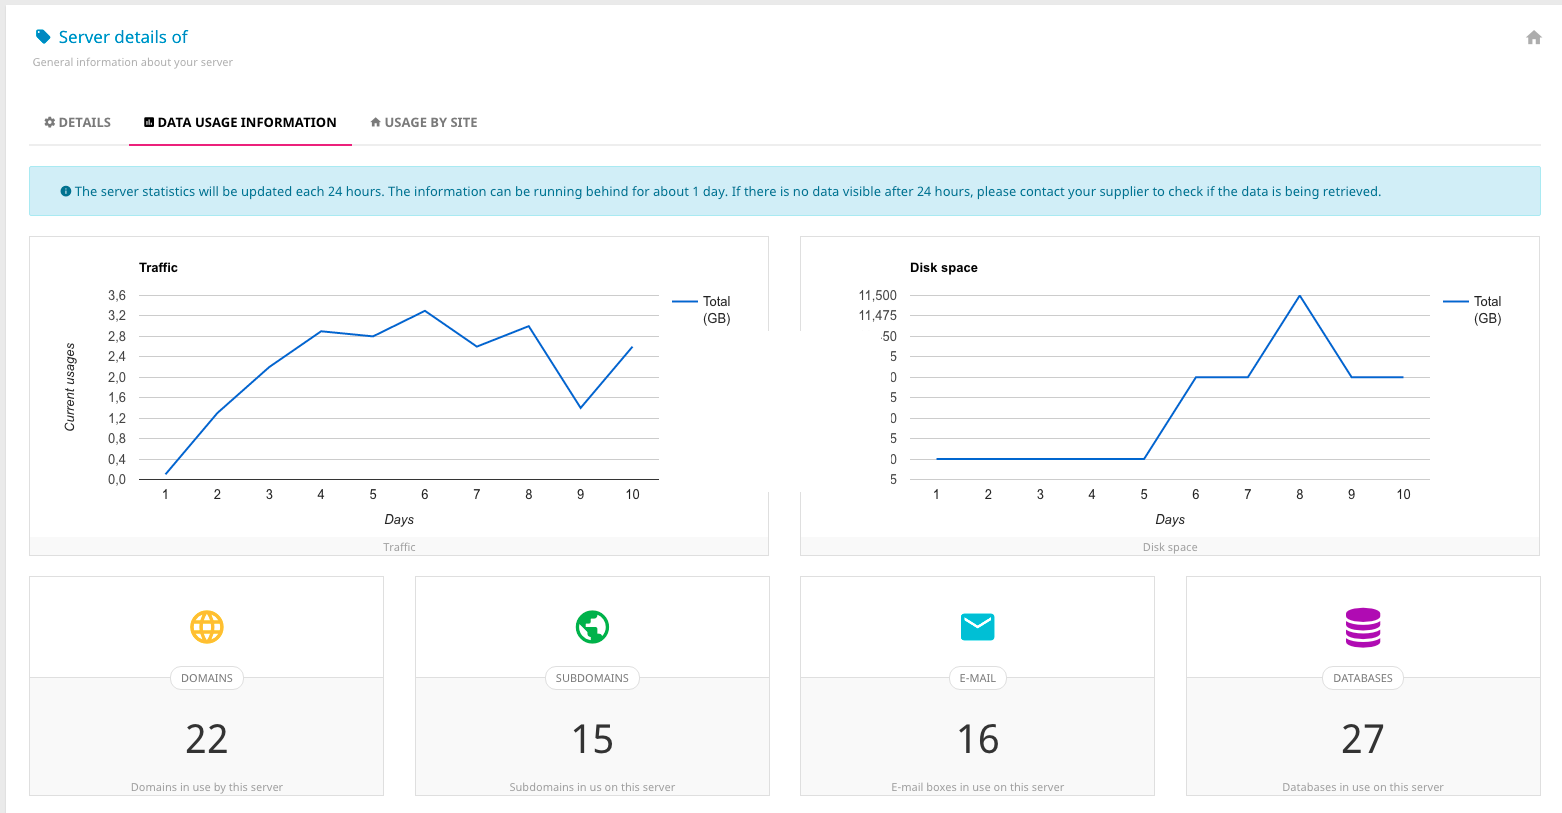 Server details of
General information about your server
DETAILS
DATA USAGE INFORMATION
USAGE BY SITE
The server statistics will be updated each 24 hours. The information can be running behind for about 1 day. If there is no data visible after 24 hours, please contact your supplier to check if the data is being retrieved.
Traffic
3,6
3,2
2,8
2,4
2,0
1,6
1,2
0,8
0,4
0,0
Current usages
1 2 3 4 5 6 7 8 9 10
Days
Total
(GB)
Traffic
Disk space
11,500
11,475
50
5
0
5
0
5
0
5
1 2 3 4 5 6 7 8 9 10
Days
Total
(GB)
Disk space
DOMAINS
22
Domains in use by this server
SUBDOMAINS
15
Subdomains in us on this server
E-MAIL
16
E-mail boxes in use on this server
DATABASES
27
Databases in use on this server